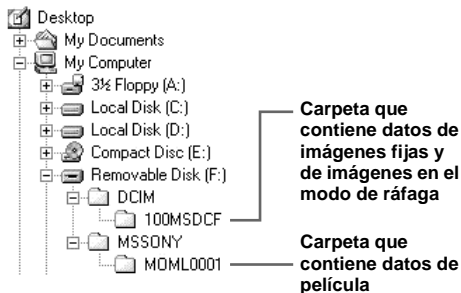 Desktop
My Documents
My Computer
3½ Floppy (A:)
Local Disk (C:)
Local Disk (D:)
Compact Disc (E:)
Removable Disk (F:)
DCIM
100MSDCF
MSSONY
MOML0001
Carpeta que
contiene datos de
imágenes fijas y
de imágenes en el
modo de ráfaga
Carpeta que
contiene datos de
película